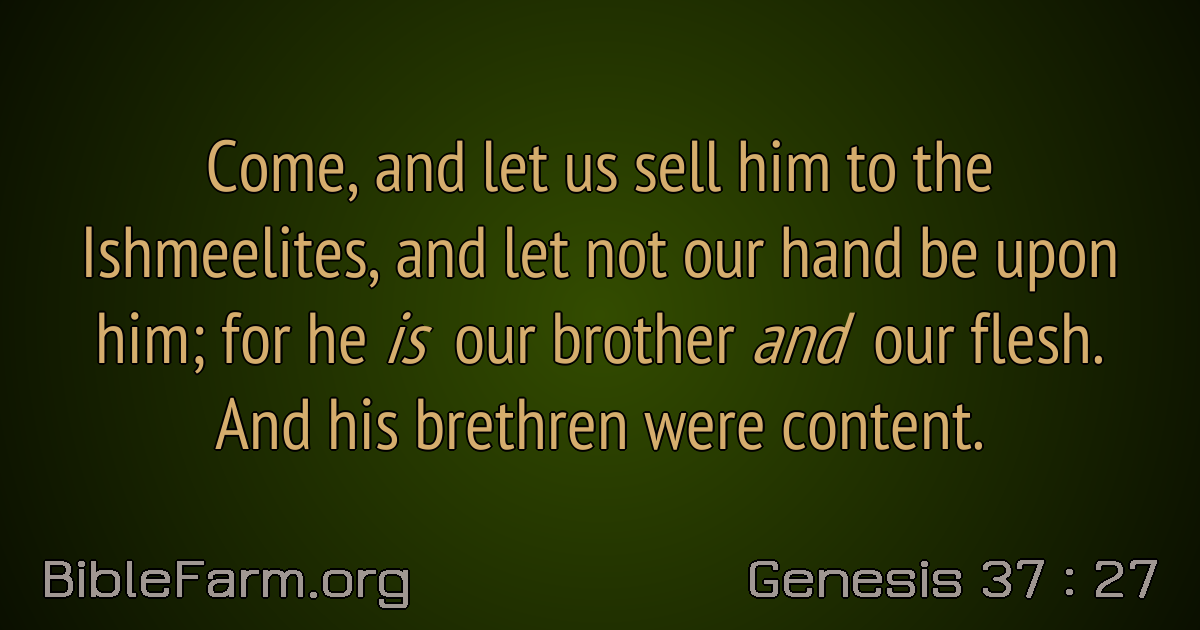 Come, and let us sell him to the
Ishmeelites, and let not our hand be upon
him; for he is our brother and our flesh.
And his brethren were content.
BibleFarm.org
Genesis 37 : 27